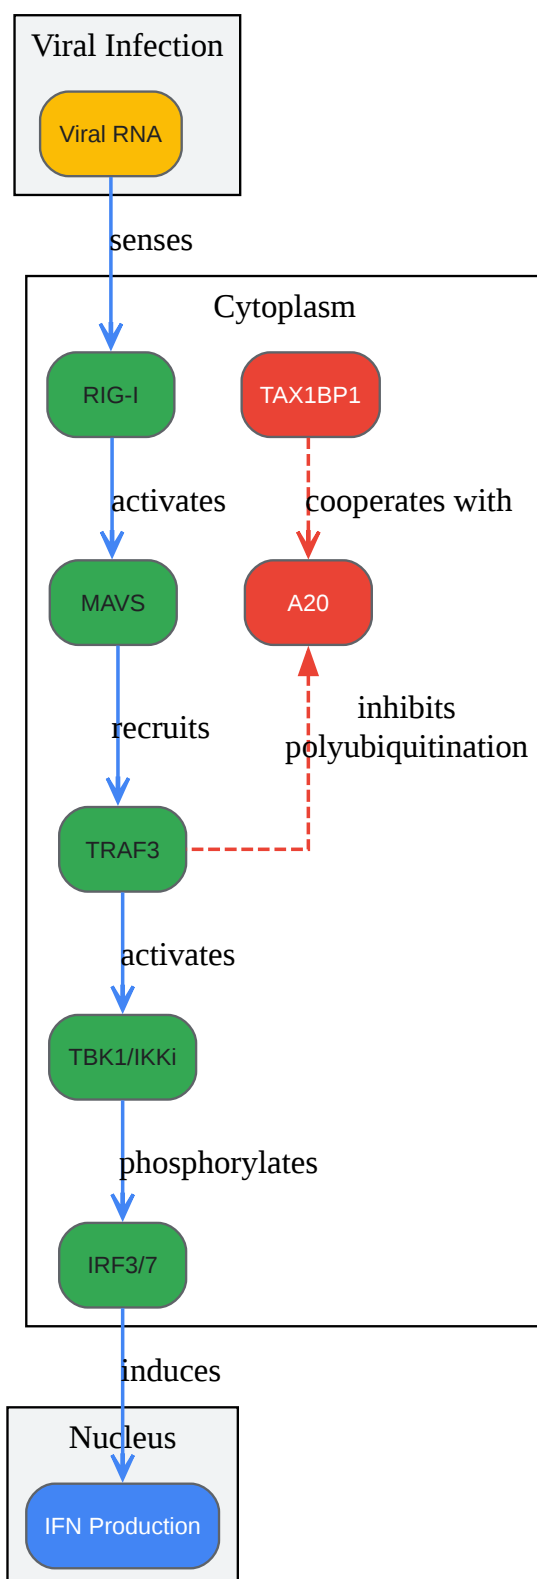 Viral Infection
Viral RNA
senses
Cytoplasm
RIG-I
TAX1BP1
activates
cooperates with
MAVS
A20
recruits
inhibits
polyubiquitination
TRAF3
activates
TBK1/IKKi
phosphorylates
IRF3/7
induces
Nucleus
IFN Production